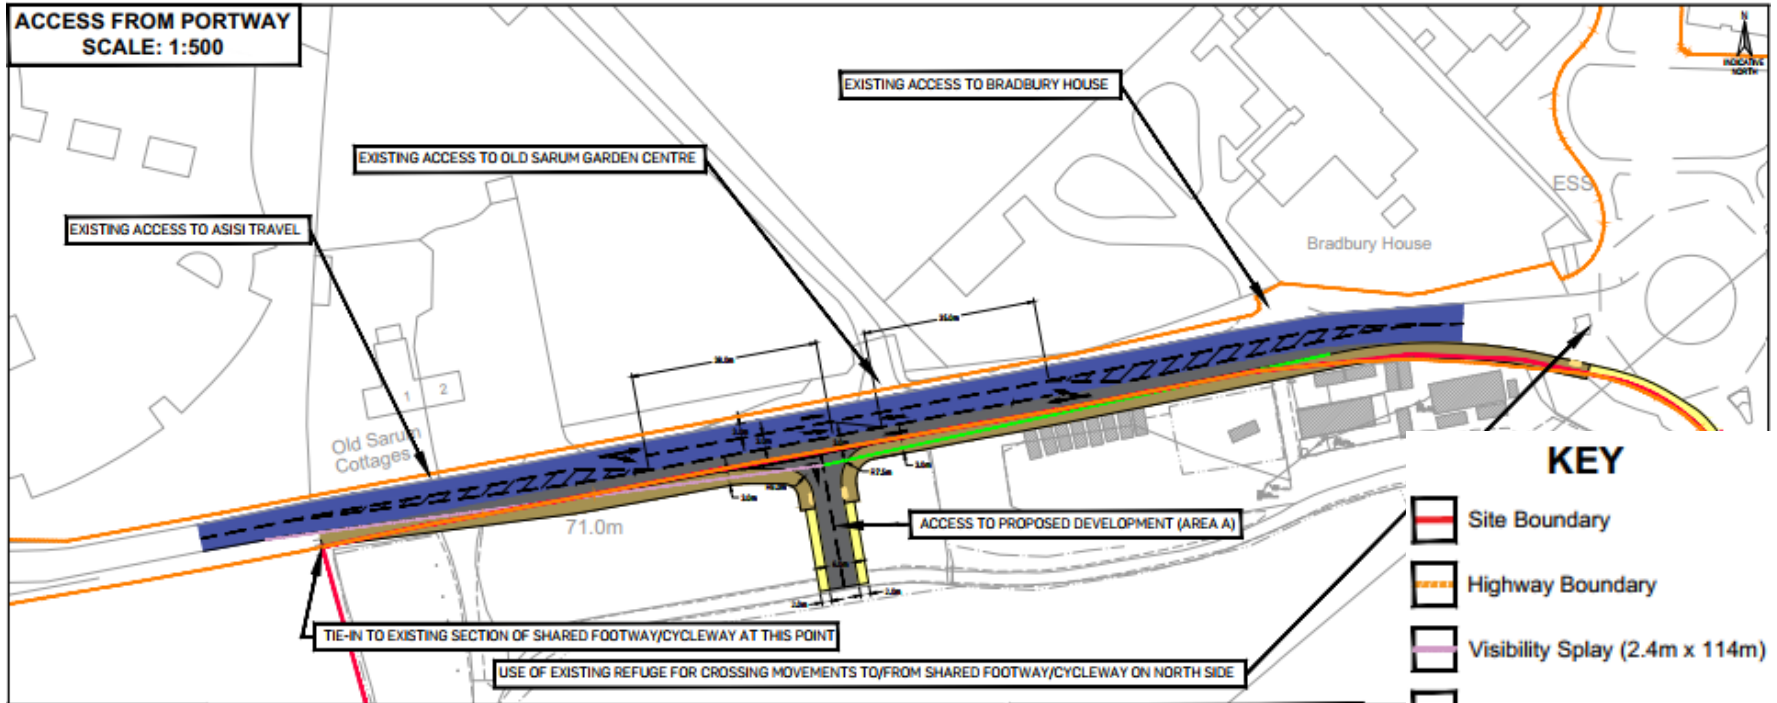 ACCESS FROM PORTWAY
SCALE: 1:500
N
INDICATIVE
NORTH
EXISTING ACCESS TO BRADBURY HOUSE
EXISTING ACCESS TO OLD SARUM GARDEN CENTRE
ESS
EXISTING ACCESS TO ASISI TRAVEL
Bradbury House
1
2
Old Sarum
Cottages
71.0m
ACCESS TO PROPOSED DEVELOPMENT (AREA A)
TIE-IN TO EXISTING SECTION OF SHARED FOOTWAY/CYCLEWAY AT THIS POINT
USE OF EXISTING REFUGE FOR CROSSING MOVEMENTS TO/FROM SHARED FOOTWAY/CYCLEWAY ON NORTH SIDE
KEY
Site Boundary
Highway Boundary
Visibility Splay (2.4m x 114m)